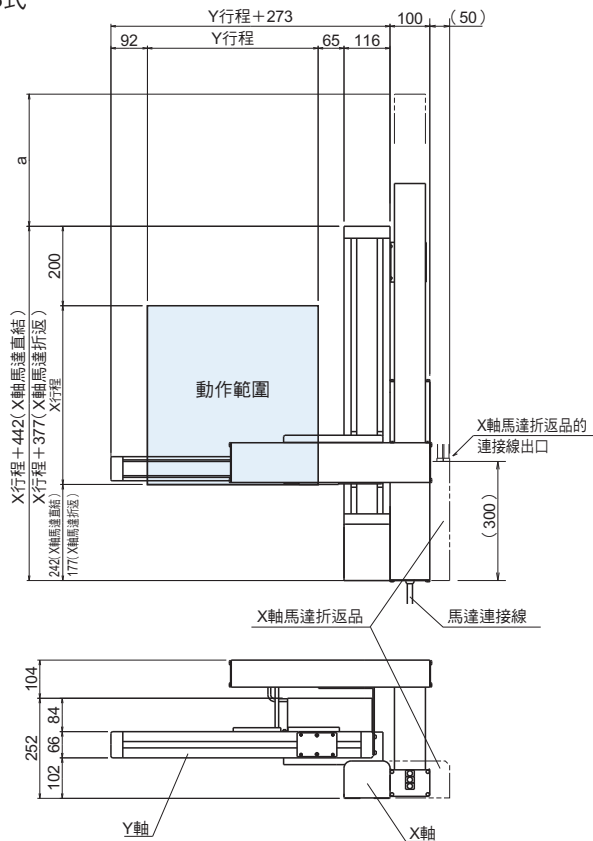 式
Y行程＋273
100
（50）
92
Y行程
65
116
a
200
X行程＋442（X軸馬達直結）
X行程＋377（X軸馬達折返）
X行程
動作範圍
X軸馬達折返品的
連接線出口
242（X軸馬達直結）
177（X軸馬達折返）
（300）
X軸馬達折返品
馬達連接線
104
252
84
66
102
Y軸
X軸